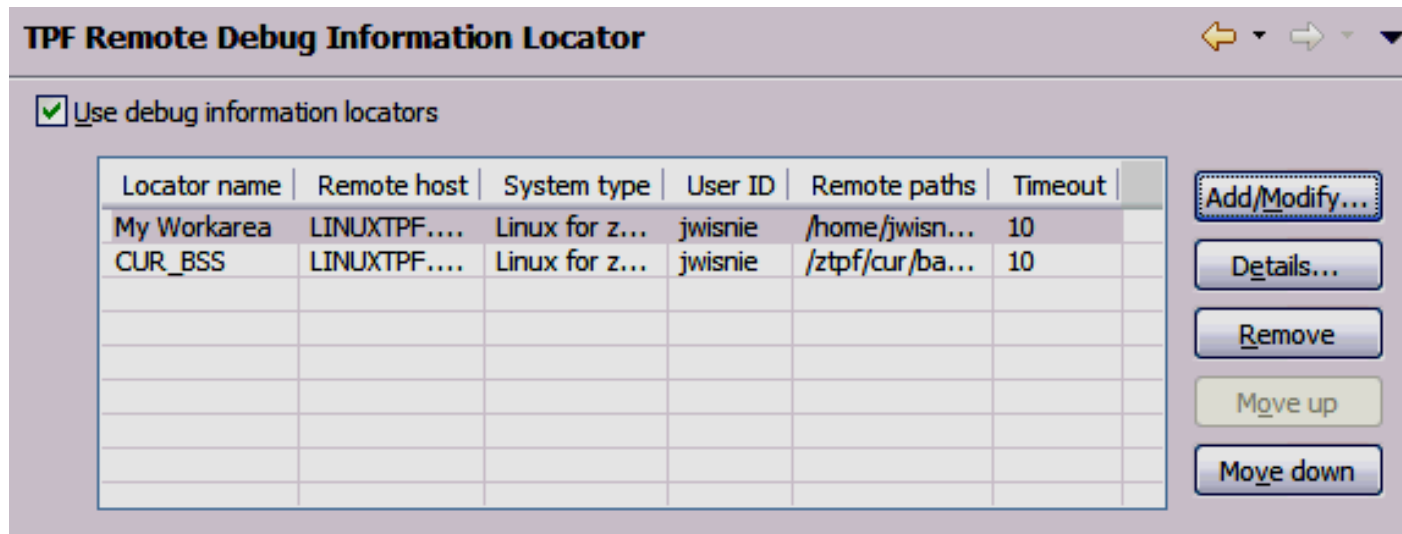 TPF Remote Debug Information Locator
Use debug information locators
Locator name Remote host System type User ID Remote paths Timeout
My Workarea LINUXTPF.... Linux for z... jwisnie /home/jwisn... 10
CUR_BSS LINUXTPF.... Linux for z... jwisnie /ztpf/cur/ba... 10
Add/Modify...
Details...
Remove
Move up
Move down